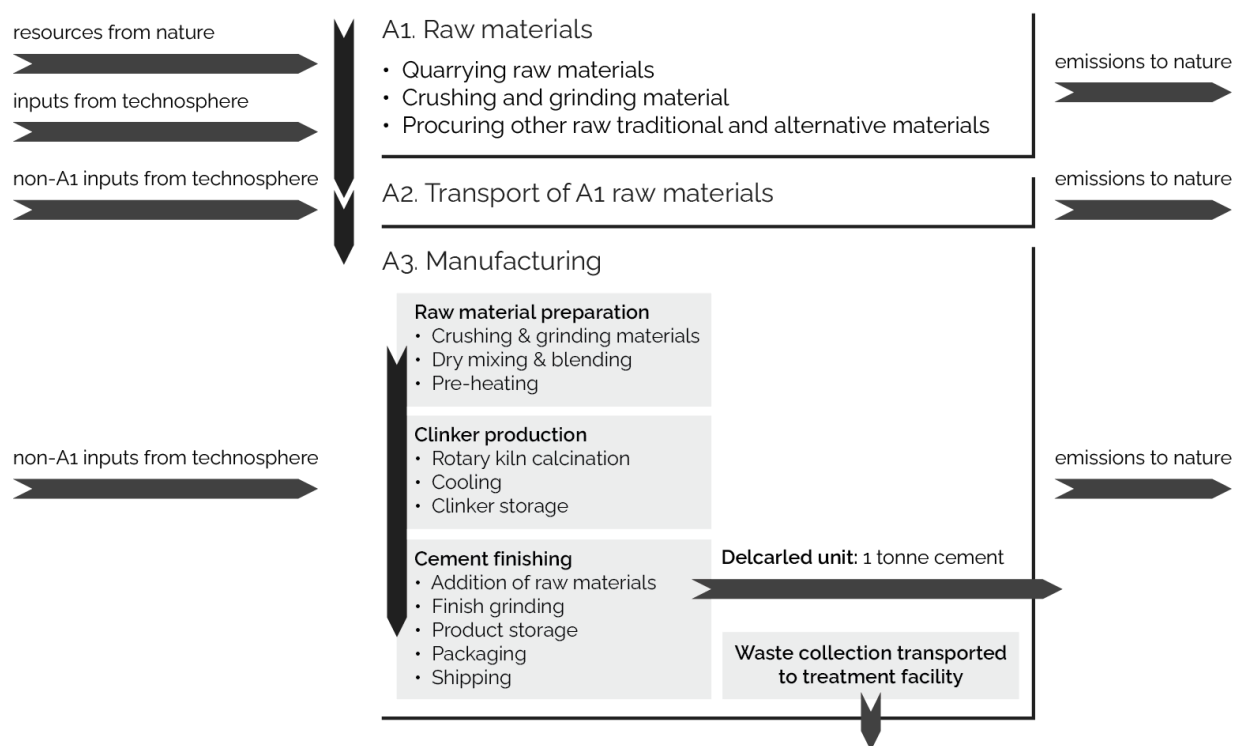 resources from nature
inputs from technosphere
non-A1 inputs from technosphere
A1. Raw materials
• Quarrying raw materials
• Crushing and grinding material
• Procuring other raw traditional and alternative materials
emissions to nature
A2. Transport of A1 raw materials
emissions to nature
A3. Manufacturing
Raw material preparation
• Crushing & grinding materials
• Dry mixing & blending
• Pre-heating
Clinker production
• Rotary kiln calcination
• Cooling
• Clinker storage
non-A1 inputs from technosphere
emissions to nature
Cement finishing
• Addition of raw materials
• Finish grinding
• Product storage
• Packaging
• Shipping
Delcarled unit: 1 tonne cement
Waste collection transported
to treatment facility